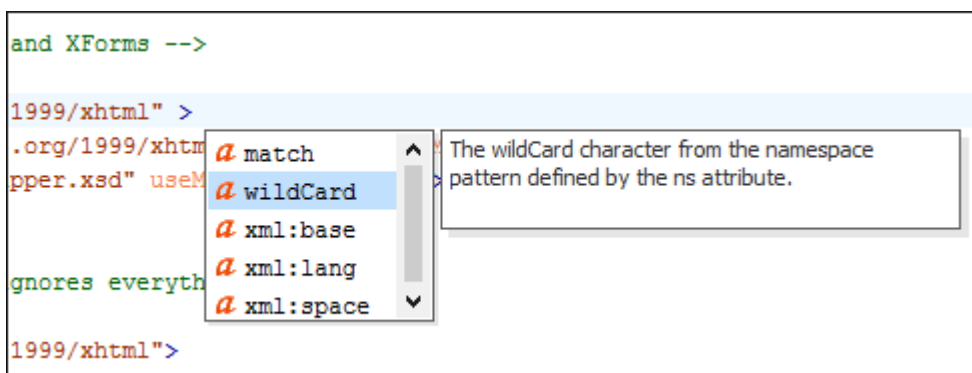 and XForms -->
1999/xhtml" >
.org/1999/xhtm
pper.xsd" useM
match
wildCard
xml:base
xml:lang
xml:space
The wildCard character from the namespace
pattern defined by the ns attribute.
gnores everyth
1999/xhtml">